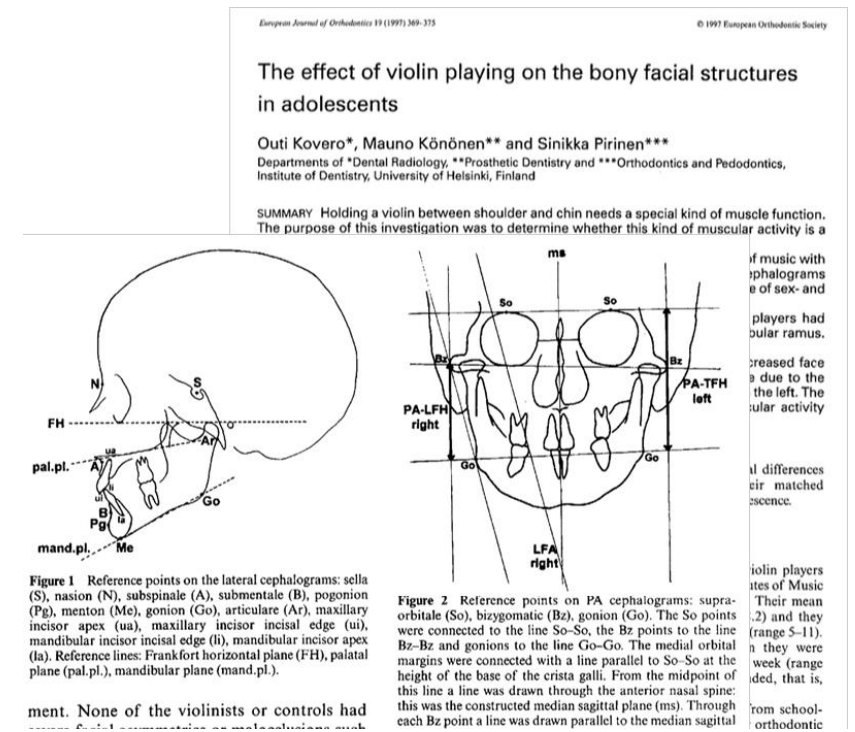 European Journal of Orthodontics 19 (1997) 369–375
© 1997 European Orthodontic Society
The effect of violin playing on the bony facial structures
in adolescents
Outi Kovero*, Mauno Könönen** and Sinikka Pirinen***
Departments of *Dental Radiology, **Prosthetic Dentistry and ***Orthodontics and Pedodontics,
Institute of Dentistry, University of Helsinki, Finland
SUMMARY Holding a violin between shoulder and chin needs a special kind of muscle function.
The purpose of this investigation was to determine whether this kind of muscular activity is a
of music with
e of sex- and
players had
due to the
the left. The
activity
differences
matched
violin players
of Music
Their mean
.2) and they
(range 5–11).
they were
week (range
that is,
from school-
orthodontic
N
S
FH
Ar
ua
pal.pl.
A
li
ui
B
Pg
la
Go
mand.pl.
Me
Figure 1 Reference points on the lateral cephalograms: sella
(S), nasion (N), subspinale (A), submentale (B), pogonion
(Pg), menton (Me), gonion (Go), articulare (Ar), maxillary
incisor apex (ua), maxillary incisor incisal edge (ui),
mandibular incisor incisal edge (li), mandibular incisor apex
(la). Reference lines: Frankfort horizontal plane (FH), palatal
plane (pal.pl.), mandibular plane (mand.pl.).
ment. None of the violinists or controls had
ms
So
So
Bz
Bz
PA-TFH
left
PA-LFH
right
Go
Go
LFA
right
Figure 2 Reference points on PA cephalograms: supra-
orbitale (So), bizygomatic (Bz), gonion (Go). The So points
were connected to the line So–So, the Bz points to the line
Bz–Bz and gonions to the line Go–Go. The medial orbital
margins were connected with a line parallel to So–So at the
height of the base of the crista galli. From the midpoint of
this line a line was drawn through the anterior nasal spine:
this was the constructed median sagittal plane (ms). Through
each Bz point a line was drawn parallel to the median sagittal